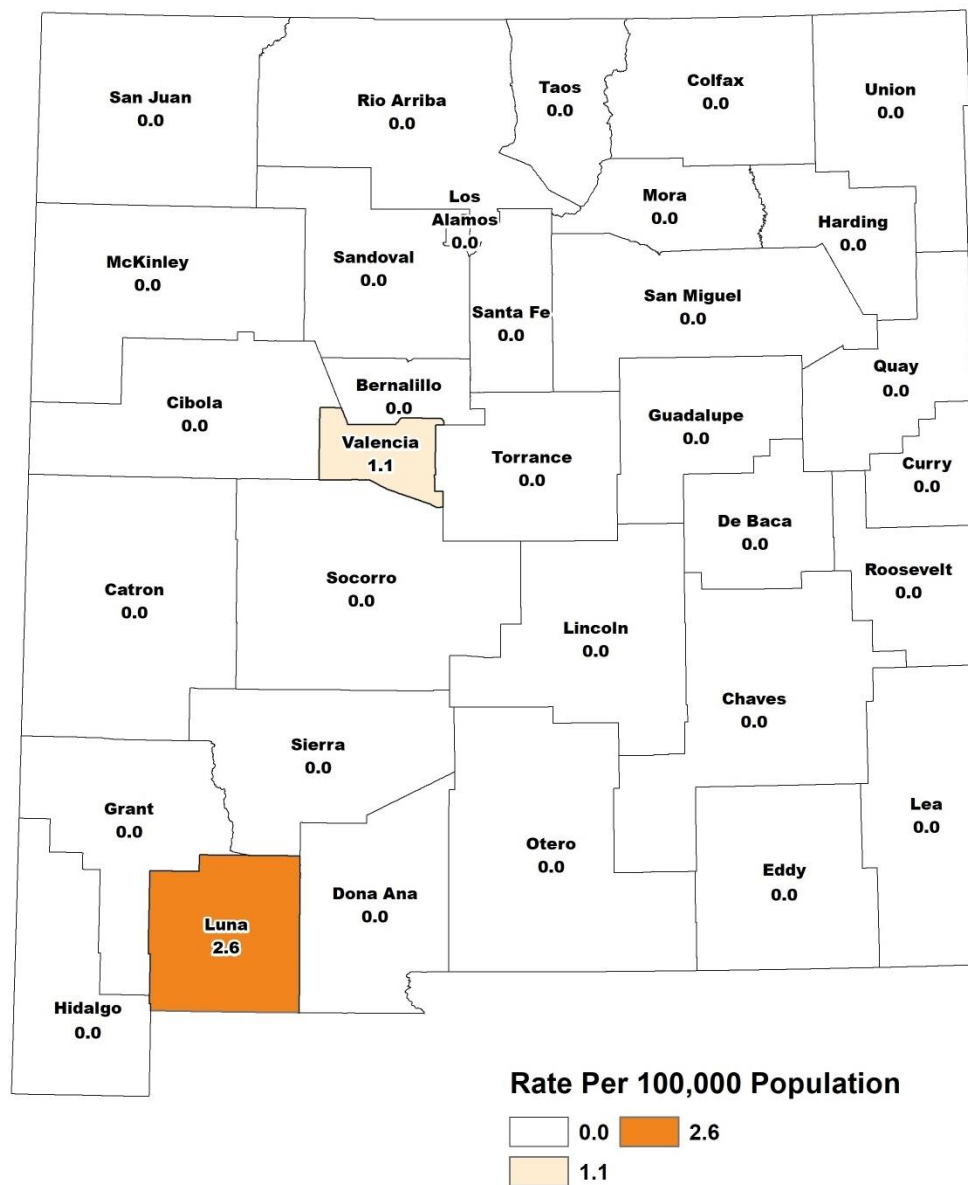 San Juan
0.0
Rio Arriba
0.0
Taos
0.0
Colfax
0.0
Union
0.0
Los
Alamos
0.0
Mora
0.0
Harding
0.0
McKinley
0.0
Sandoval
0.0
Santa Fe
0.0
San Miguel
0.0
Quay
0.0
Cibola
0.0
Bernalillo
0.0
Guadalupe
0.0
Valencia
1.1
Torrance
0.0
Curry
0.0
De Baca
0.0
Roosevelt
0.0
Catron
0.0
Socorro
0.0
Lincoln
0.0
Chaves
0.0
Sierra
0.0
Grant
0.0
Lea
0.0
Otero
0.0
Eddy
0.0
Dona Ana
0.0
Luna
2.6
Hidalgo
0.0
Rate Per 100,000 Population
0.0 2.6
1.1